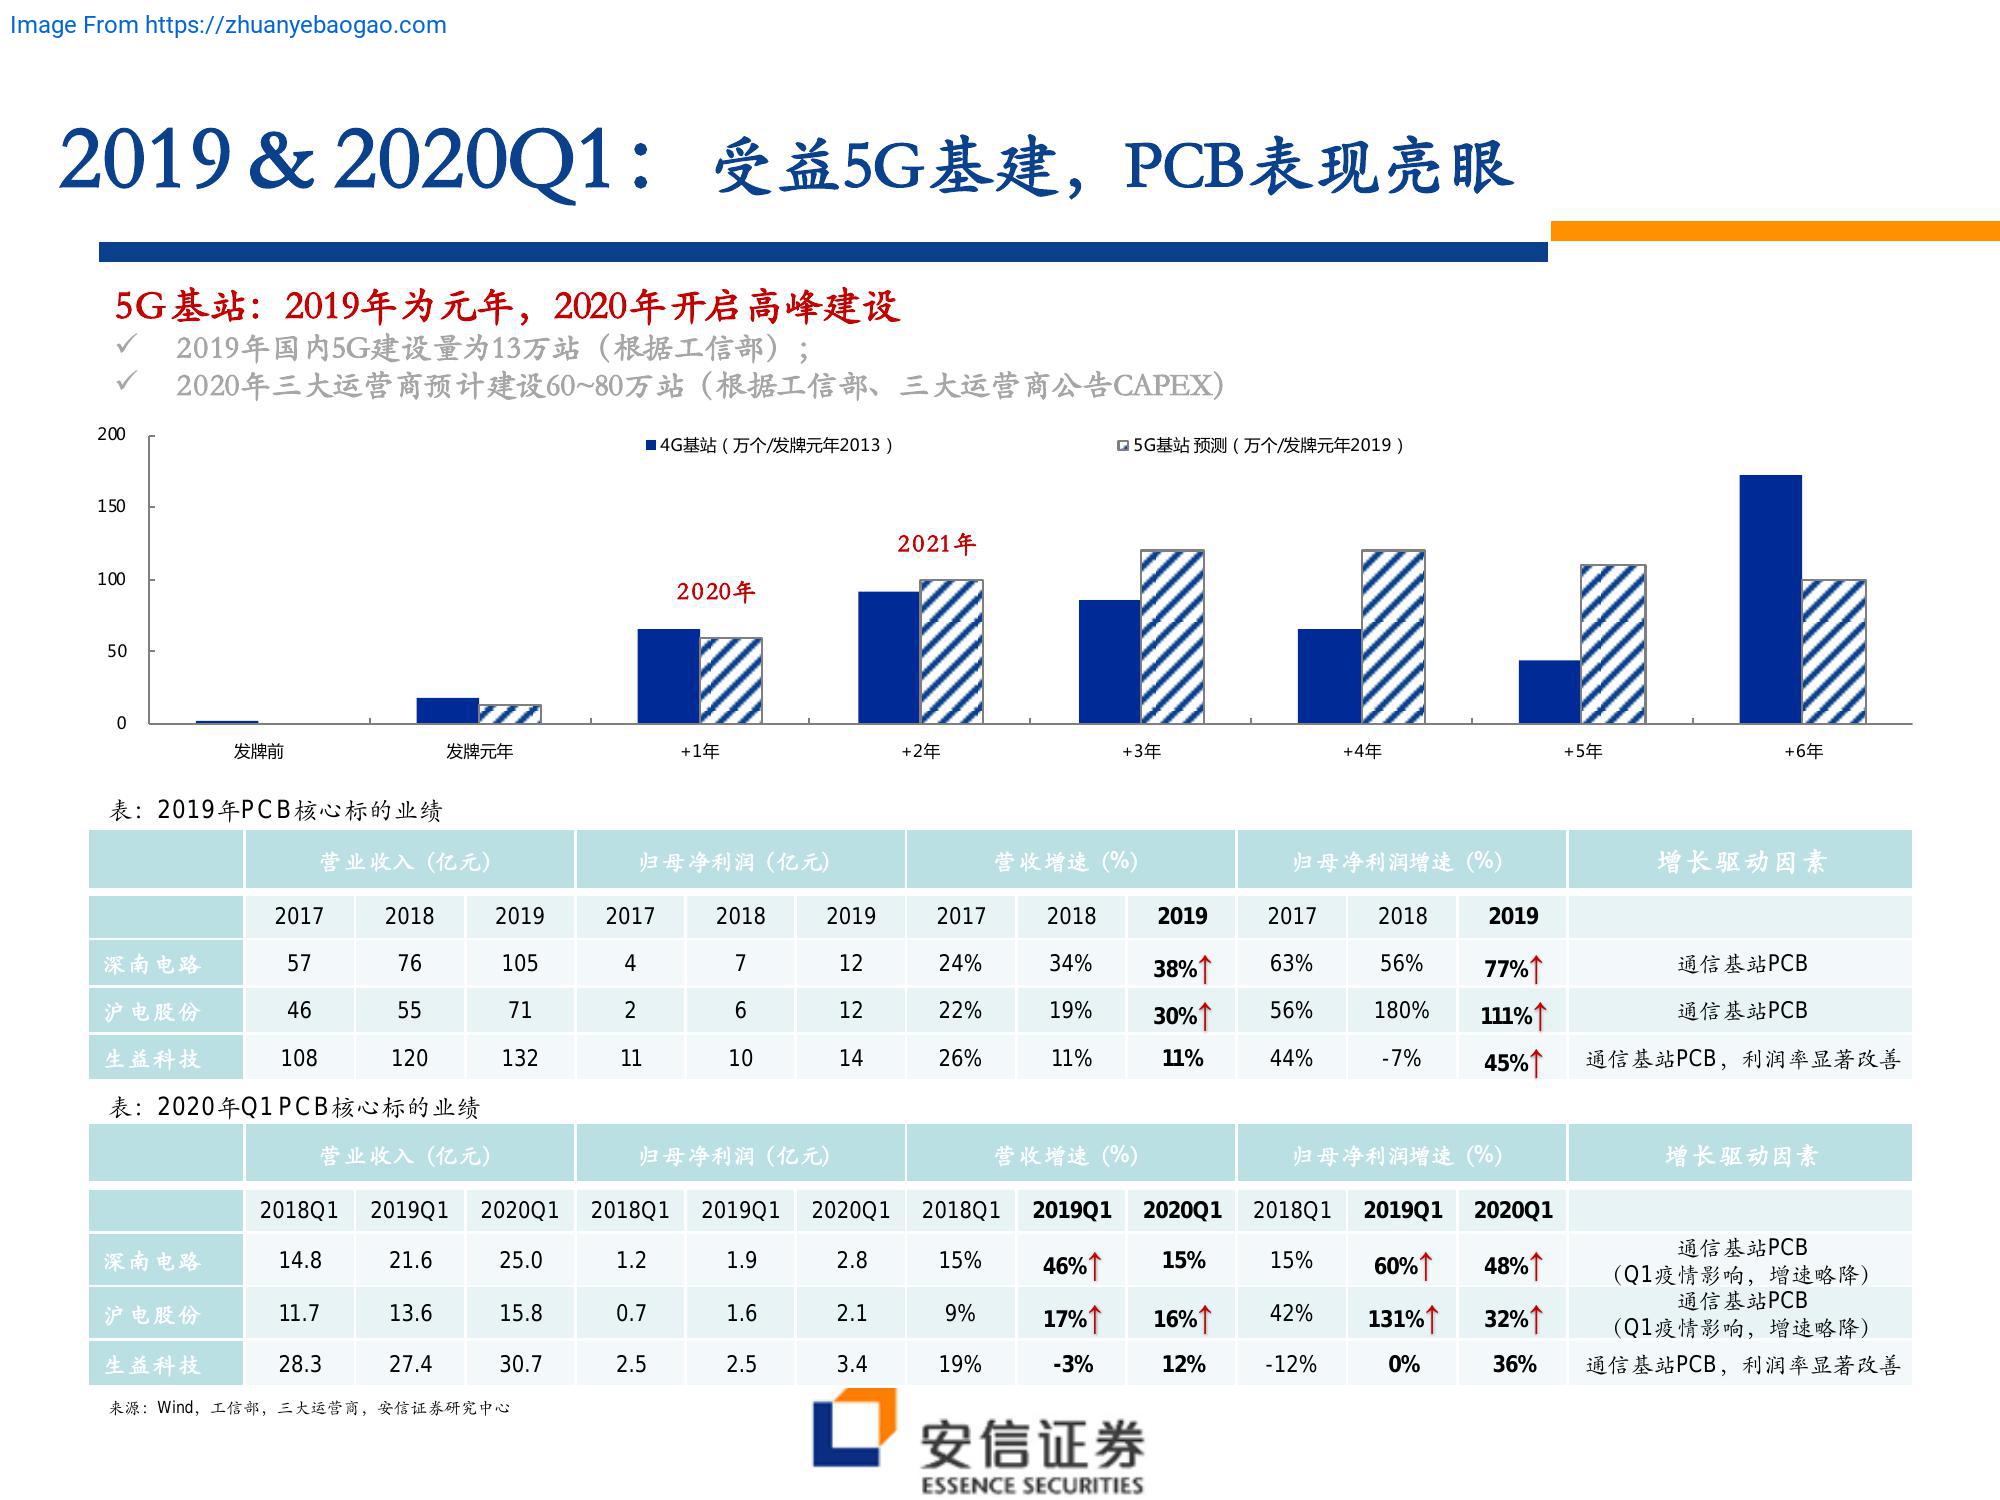 Image From https://zhuanyebaogao.com
2019 & 2020Q1： 受益5G基建，PCB表现亮眼
5G基站：2019年为元年，2020年开启高峰建设
✓ 2019年国内5G建设量为13万站（根据工信部）；
✓ 2020年三大运营商预计建设60~80万站（根据工信部、三大运营商公告CAPEX）
4G基站（万个/发牌元年2013） 5G基站 预测（万个/发牌元年2019）
200
150
100
50
0
2020年
2021年
发牌前 发牌元年 +1年 +2年 +3年 +4年 +5年 +6年
表：2019年PCB核心标的业绩
营业收入（亿元） 归母净利润（亿元） 营收增速（%） 归母净利润增速（%） 增长驱动因素
2017 2018 2019 2017 2018 2019 2017 2018 2019 2017 2018 2019
深南电路 57 76 105 4 7 12 24% 34% 38%↑ 63% 56% 77%↑ 通信基站PCB
沪电股份 46 55 71 2 6 12 22% 19% 30%↑ 56% 180% 111%↑ 通信基站PCB
生益科技 108 120 132 11 10 14 26% 11% 11% 44% -7% 45%↑ 通信基站PCB，利润率显著改善
表：2020年Q1PCB核心标的业绩
营业收入（亿元） 归母净利润（亿元） 营收增速（%） 归母净利润增速（%） 增长驱动因素
2018Q1 2019Q1 2020Q1 2018Q1 2019Q1 2020Q1 2018Q1 2019Q1 2020Q1 2018Q1 2019Q1 2020Q1
深南电路 14.8 21.6 25.0 1.2 1.9 2.8 15% 46%↑ 15% 15% 60%↑ 48%↑ 通信基站PCB
（Q1疫情影响，增速略降）
沪电股份 11.7 13.6 15.8 0.7 1.6 2.1 9% 17%↑ 16%↑ 42% 131%↑ 32%↑ 通信基站PCB
（Q1疫情影响，增速略降）
生益科技 28.3 27.4 30.7 2.5 2.5 3.4 19% -3% 12% -12% 0% 36% 通信基站PCB，利润率显著改善
来源：Wind，工信部，三大运营商，安信证券研究中心
安信证券
ESSENCE SECURITIES